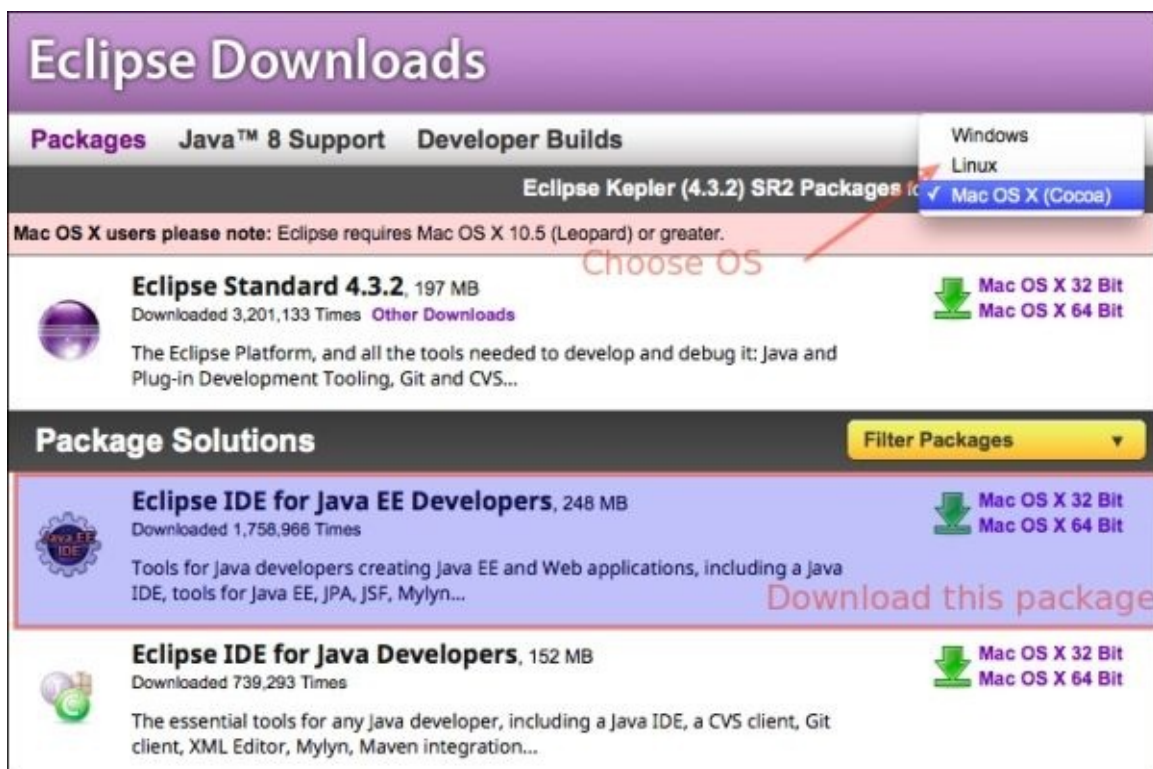 Eclipse Downloads
Packages Java™ 8 Support Developer Builds
Windows
Linux
✓ Mac OS X (Cocoa)
Eclipse Kepler (4.3.2) SR2 Packages
Mac OS X users please note: Eclipse requires Mac OS X 10.5 (Leopard) or greater.
Choose OS
Eclipse Standard 4.3.2, 197 MB
Downloaded 3,201,133 Times Other Downloads
The Eclipse Platform, and all the tools needed to develop and debug it: Java and
Plug-in Development Tooling, Git and CVS...
Mac OS X 32 Bit
Mac OS X 64 Bit
Package Solutions
Filter Packages
Eclipse IDE for Java EE Developers, 248 MB
Downloaded 1,758,966 Times
Tools for Java developers creating Java EE and Web applications, including a Java
IDE, tools for Java EE, JPA, JSF, Mylyn...
Java EE
IDE
Mac OS X 32 Bit
Mac OS X 64 Bit
Download this package
Eclipse IDE for Java Developers, 152 MB
Downloaded 739,293 Times
The essential tools for any Java developer, including a Java IDE, a CVS client, Git
client, XML Editor, Mylyn, Maven integration...
Mac OS X 32 Bit
Mac OS X 64 Bit